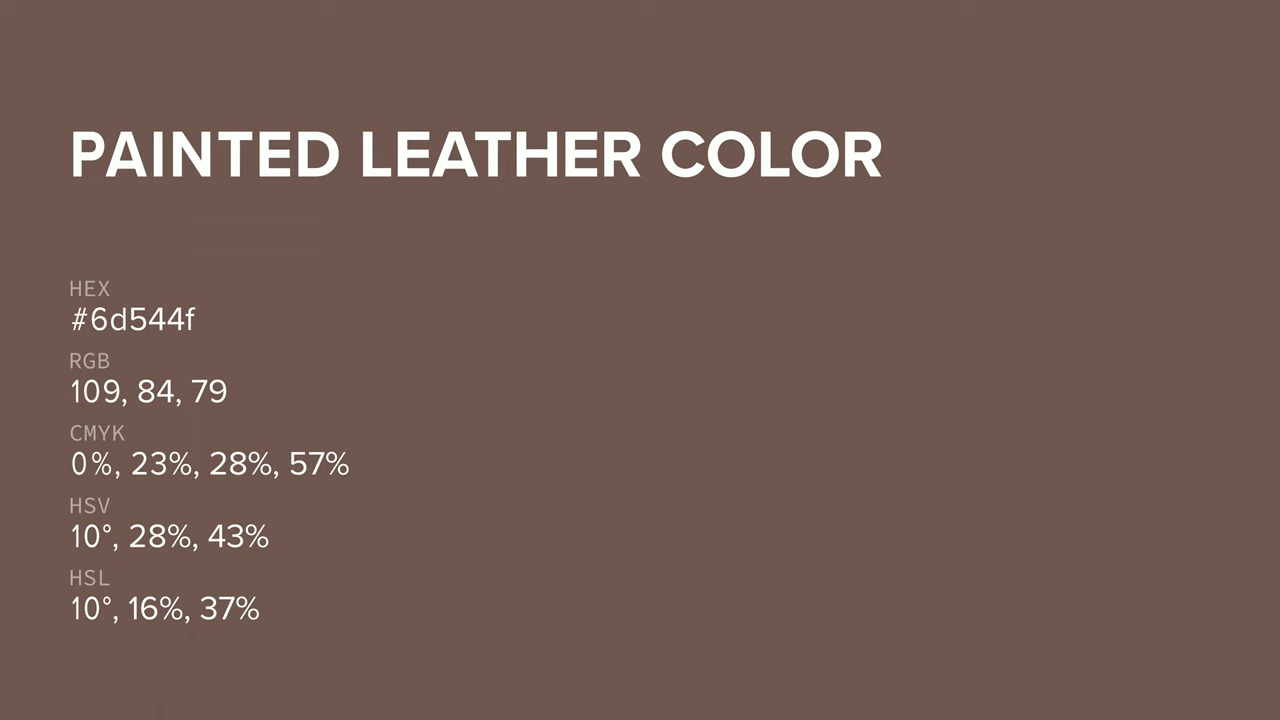 PAINTED LEATHER COLOR
HEX
#6d544f
RGB
109, 84, 79
CMYK
0%, 23%, 28%, 57%
HSV
10°, 28%, 43%
HSL
10°, 16%, 37%